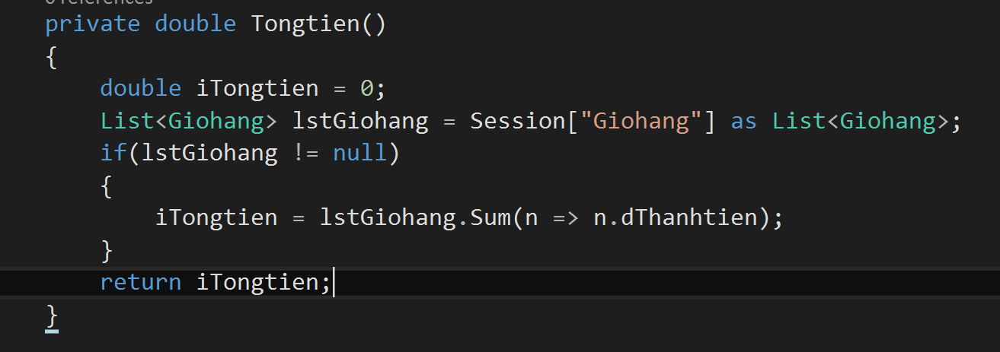 private double Tongtien()
{
double iTongtien = 0;
List<Giohang> lstGiohang = Session["Giohang"] as List<Giohang>;
if(lstGiohang != null)
{
iTongtien = lstGiohang.Sum(n => n.dThanhtien);
}
return iTongtien;
}